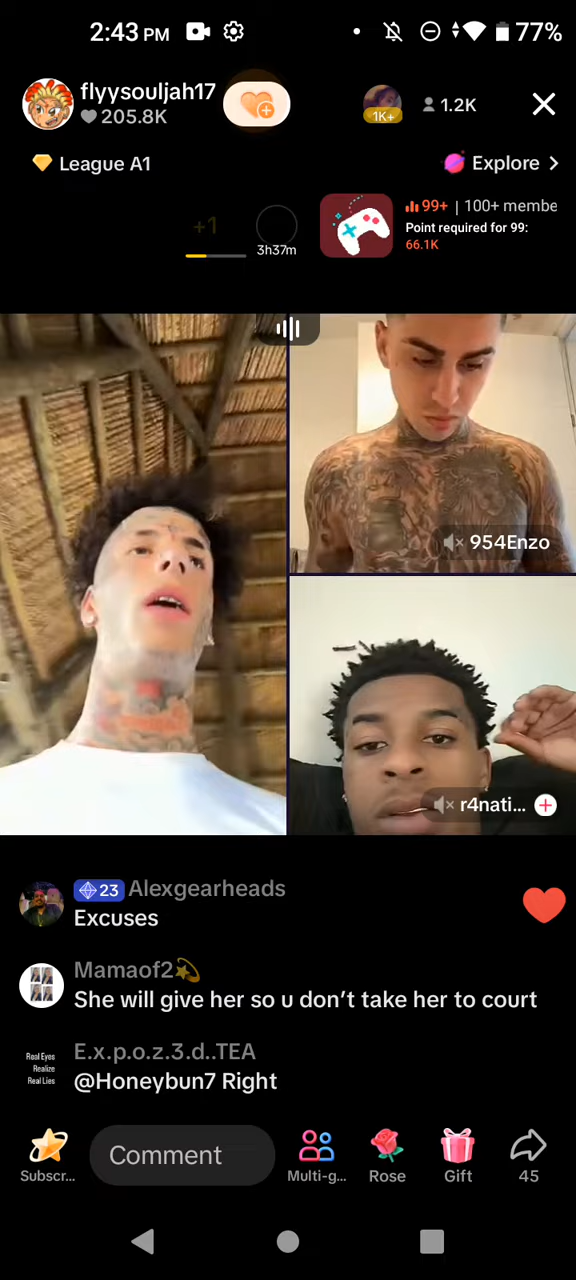 2:43 PM
77%
flyysouljah17
205.8K
1K+
1.2K
League A1
Explore
+1
3h37m
99+ | 100+ membe
Point required for 99:
66.1K
954Enzo
r4nati...
23 Alexgearheads
Excuses
Mamaof2💫
She will give her so u don’t take her to court
Real Eyes
Realize
Real Lies
E.x.p.o.z.3.d..TEA
@Honeybun7 Right
Subscr...
Comment
Multi-g...
Rose
Gift
45